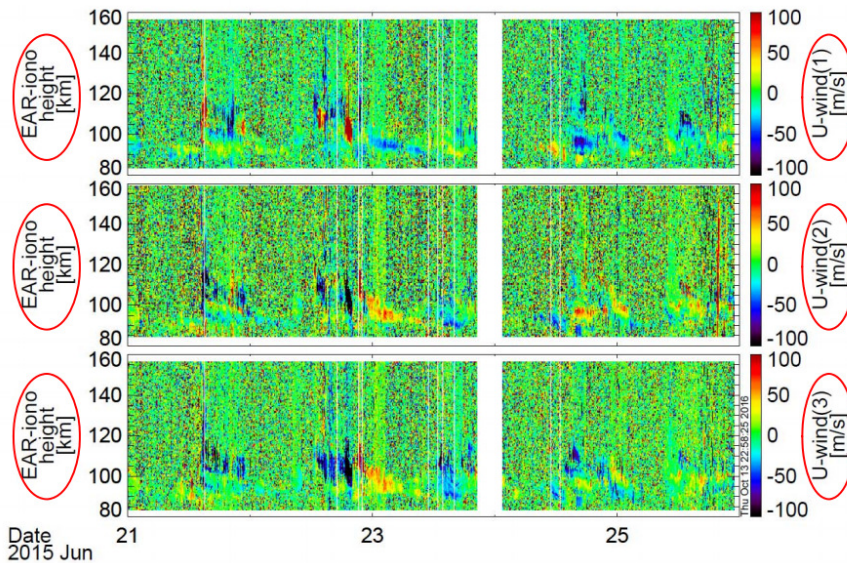 160
140
120
100
80
EAR-iono
height
[km]
100
50
0
-50
-100
U-wind(1)
[m/s]
160
140
120
100
80
EAR-iono
height
[km]
100
50
0
-50
-100
U-wind(2)
[m/s]
160
140
120
100
80
EAR-iono
height
[km]
100
50
0
-50
-100
U-wind(3)
[m/s]
Thu Oct 13 22:58:25 2016
21
23
25
Date
2015 Jun